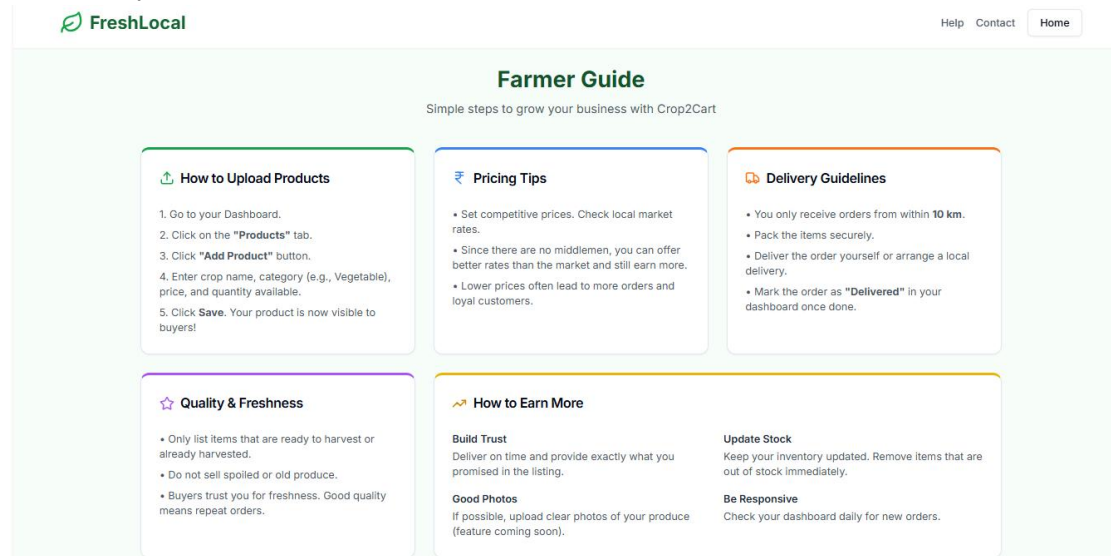 FreshLocal
Help Contact Home
Farmer Guide
Simple steps to grow your business with Crop2Cart
How to Upload Products
1. Go to your Dashboard.
2. Click on the "Products" tab.
3. Click "Add Product" button.
4. Enter crop name, category (e.g., Vegetable),
price, and quantity available.
5. Click Save. Your product is now visible to
buyers!
₹ Pricing Tips
• Set competitive prices. Check local market
rates.
• Since there are no middlemen, you can offer
better rates than the market and still earn more.
• Lower prices often lead to more orders and
loyal customers.
Delivery Guidelines
• You only receive orders from within 10 km.
• Pack the items securely.
• Deliver the order yourself or arrange a local
delivery.
• Mark the order as "Delivered" in your
dashboard once done.
Quality & Freshness
• Only list items that are ready to harvest or
already harvested.
• Do not sell spoiled or old produce.
• Buyers trust you for freshness. Good quality
means repeat orders.
How to Earn More
Build Trust
Deliver on time and provide exactly what you
promised in the listing.
Update Stock
Keep your inventory updated. Remove items that are
out of stock immediately.
Good Photos
If possible, upload clear photos of your produce
(feature coming soon).
Be Responsive
Check your dashboard daily for new orders.